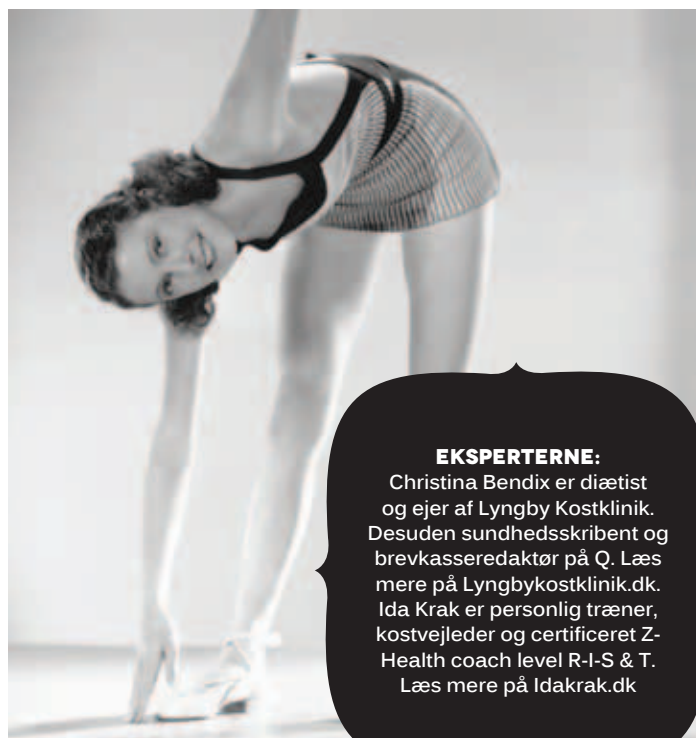 EKSPERTERNE:
Christina Bendix er diætist
og ejer af Lyngby Kostklinik.
Desuden sundhedsskribent og
brevkasseredaktør på Q. Læs
mere på Lyngbykostklinik.dk.
Ida Krak er personlig træner,
kostvejleder og certificeret Z-
Health coach level R-I-S & T.
Læs mere på Idakrak.dk